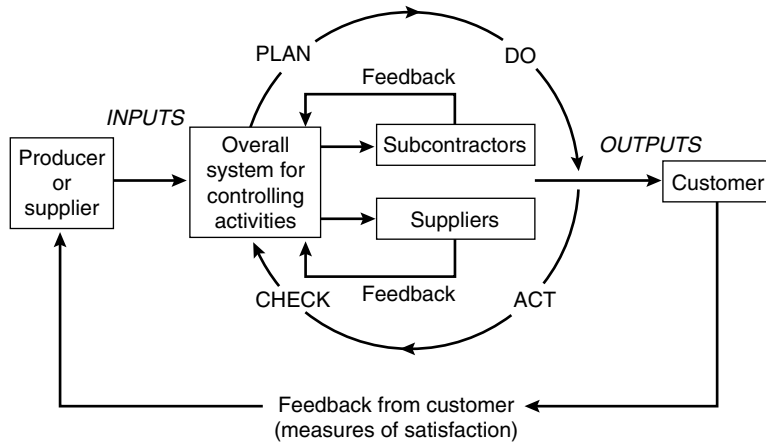 PLAN
DO
Feedback
INPUTS
Producer
or
supplier
Overall
system for
controlling
activities
Subcontractors
OUTPUTS
Customer
Suppliers
Feedback
CHECK
ACT
Feedback from customer
(measures of satisfaction)